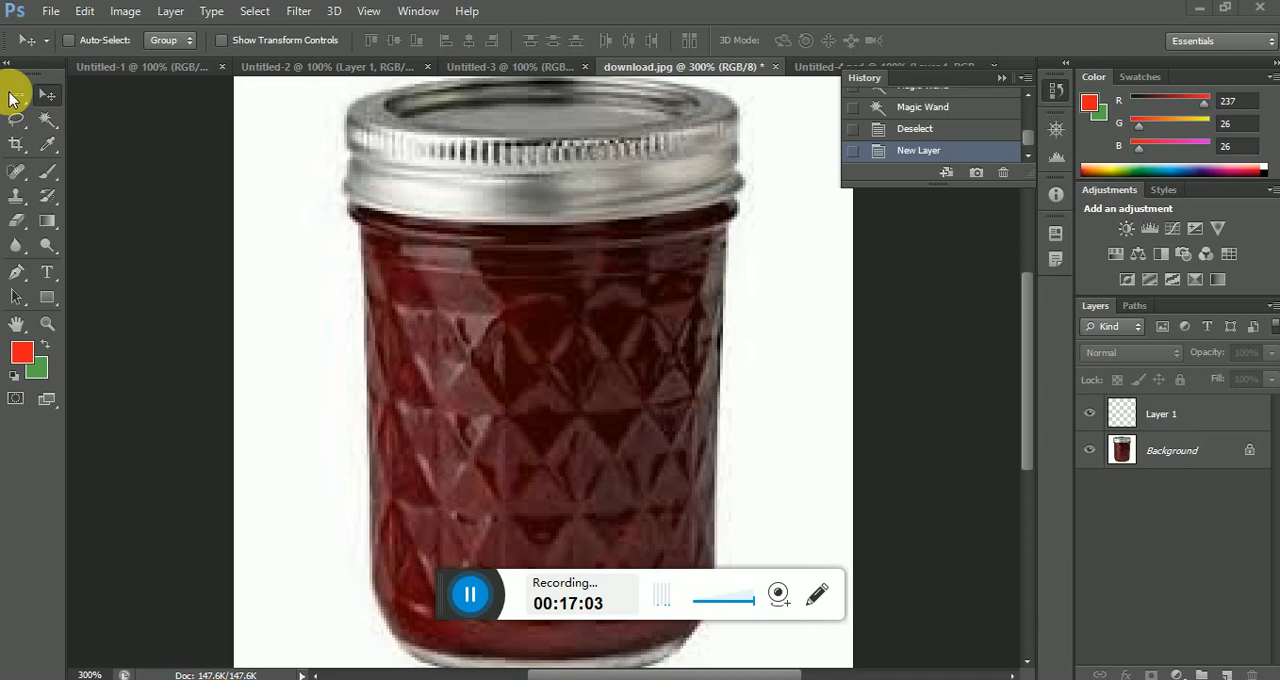 Ps File Edit Image Layer Type Select Filter 3D View Window Help
Auto-Select: Group Show Transform Controls 3D Mode: Essentials
Untitled-1 @ 100% (RGB/... × Untitled-2 @ 100% (Layer 1, RGB/... × Untitled-3 @ 100% (RGB/... × download.jpg @ 300% (RGB/8) * ×
History
Magic Wand
Magic Wand
Deselect
New Layer
Color Swatches
R 237
G 26
B 26
Adjustments Styles
Add an adjustment
Layers Paths
Kind
Normal Opacity: 100%
Lock: Fill: 100%
Layer 1
Background
Recording...
00:17:03
300% Doc: 147.6K/147.6K